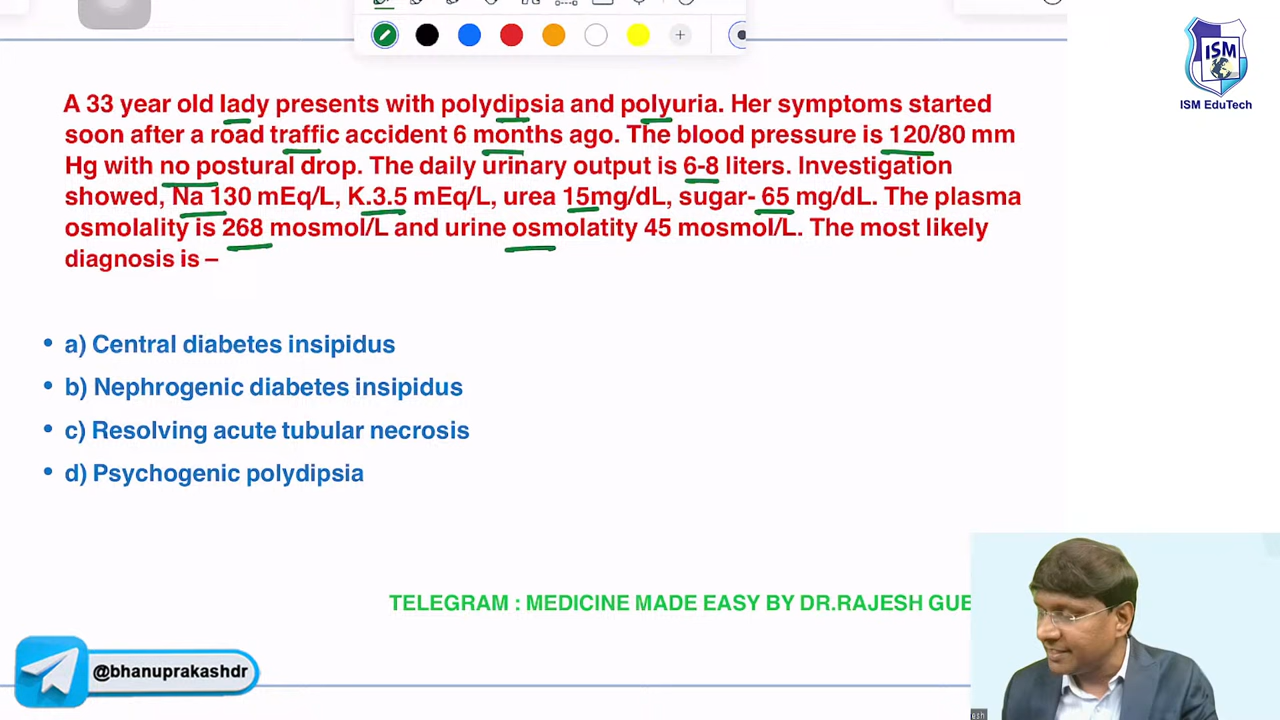 ISM
ISM EduTech
A 33 year old lady presents with polydipsia and polyuria. Her symptoms started
soon after a road traffic accident 6 months ago. The blood pressure is 120/80 mm
Hg with no postural drop. The daily urinary output is 6-8 liters. Investigation
showed, Na 130 mEq/L, K.3.5 mEq/L, urea 15mg/dL, sugar- 65 mg/dL. The plasma
osmolality is 268 mosmol/L and urine osmolatity 45 mosmol/L. The most likely
diagnosis is –
• a) Central diabetes insipidus
• b) Nephrogenic diabetes insipidus
• c) Resolving acute tubular necrosis
• d) Psychogenic polydipsia
TELEGRAM : MEDICINE MADE EASY BY DR.RAJESH GUE
@bhanuprakashdr